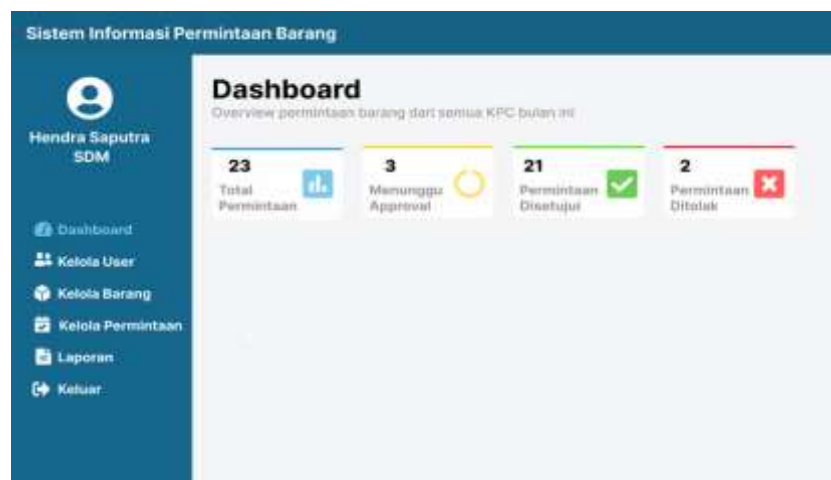 Sistem Informasi Permintaan Barang
Hendra Saputra
SDM
Dashboard
Kelola User
Kelola Barang
Kelola Permintaan
Laporan
Keluar
Dashboard
Overview permintaan barang dari semua KPC bulan ini
23
Total
Permintaan
3
Menunggu
Approval
21
Permintaan
Disetujui
2
Permintaan
Ditolak